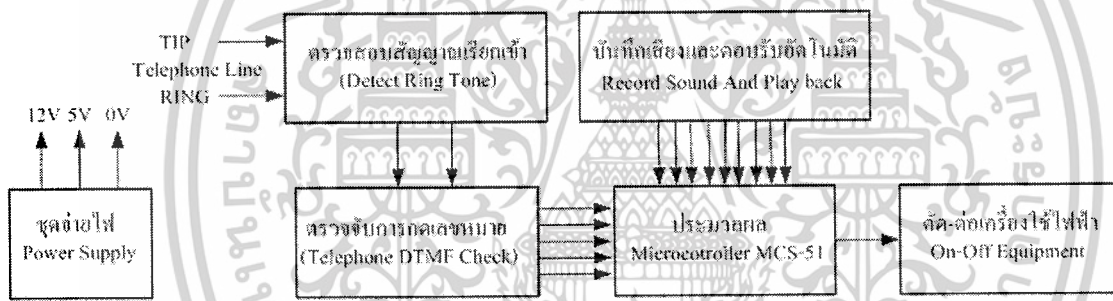 TIP
Telephone Line
RING
ตรวจสอบสัญญาณเรียกเข้า
(Detect Ring Tone)
บันทึกเสียงและตอบรับอัตโนมัติ
Record Sound And Play back
12V 5V 0V
ชุดจ่ายไฟ
Power Supply
ตรวจจับการกดเลขหมาย
(Telephone DTMF Check)
ประมวลผล
Microcotroller MCS-51
ตัด-ต่อเครื่องใช้ไฟฟ้า
On-Off Equipment